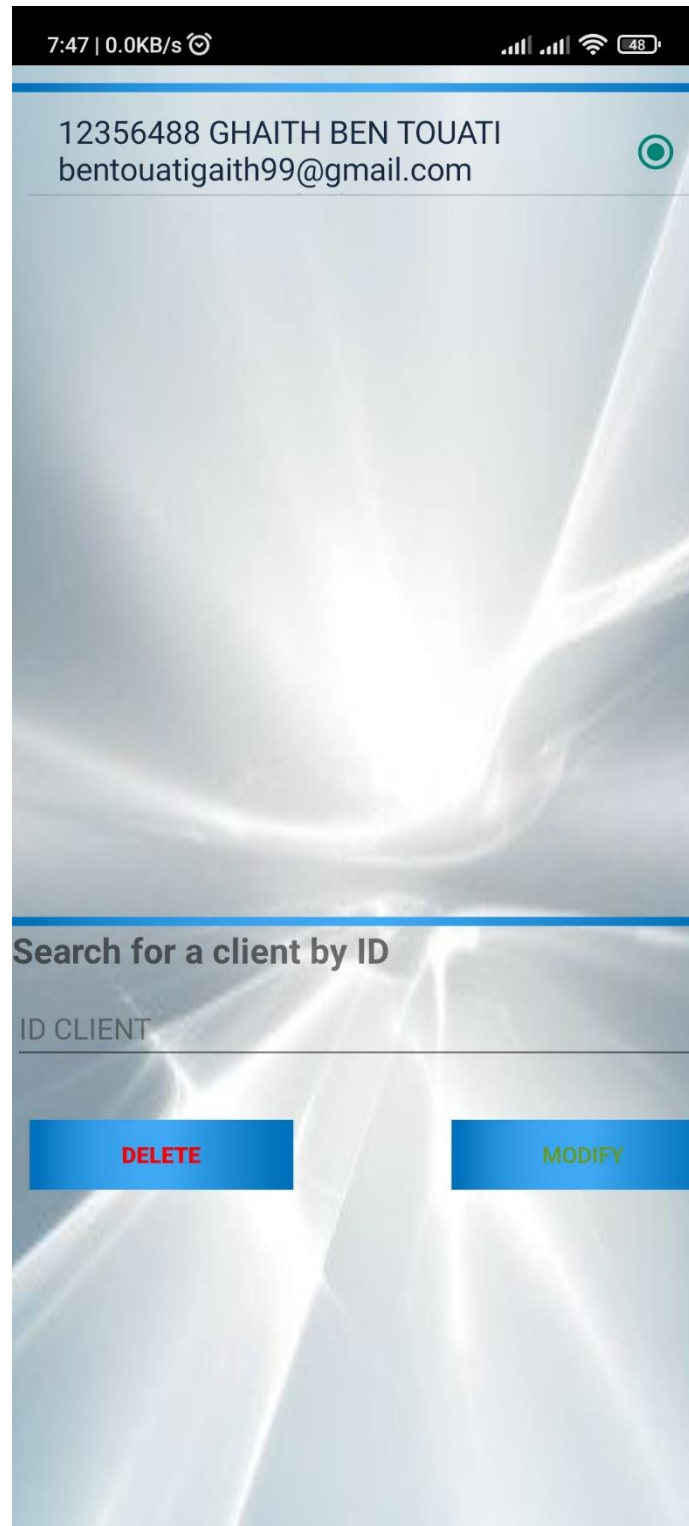 7:47 | 0.0KB/s 48
12356488 GHAITH BEN TOUATI
bentouatigaith99@gmail.com
Search for a client by ID
ID CLIENT
DELETE MODIFY